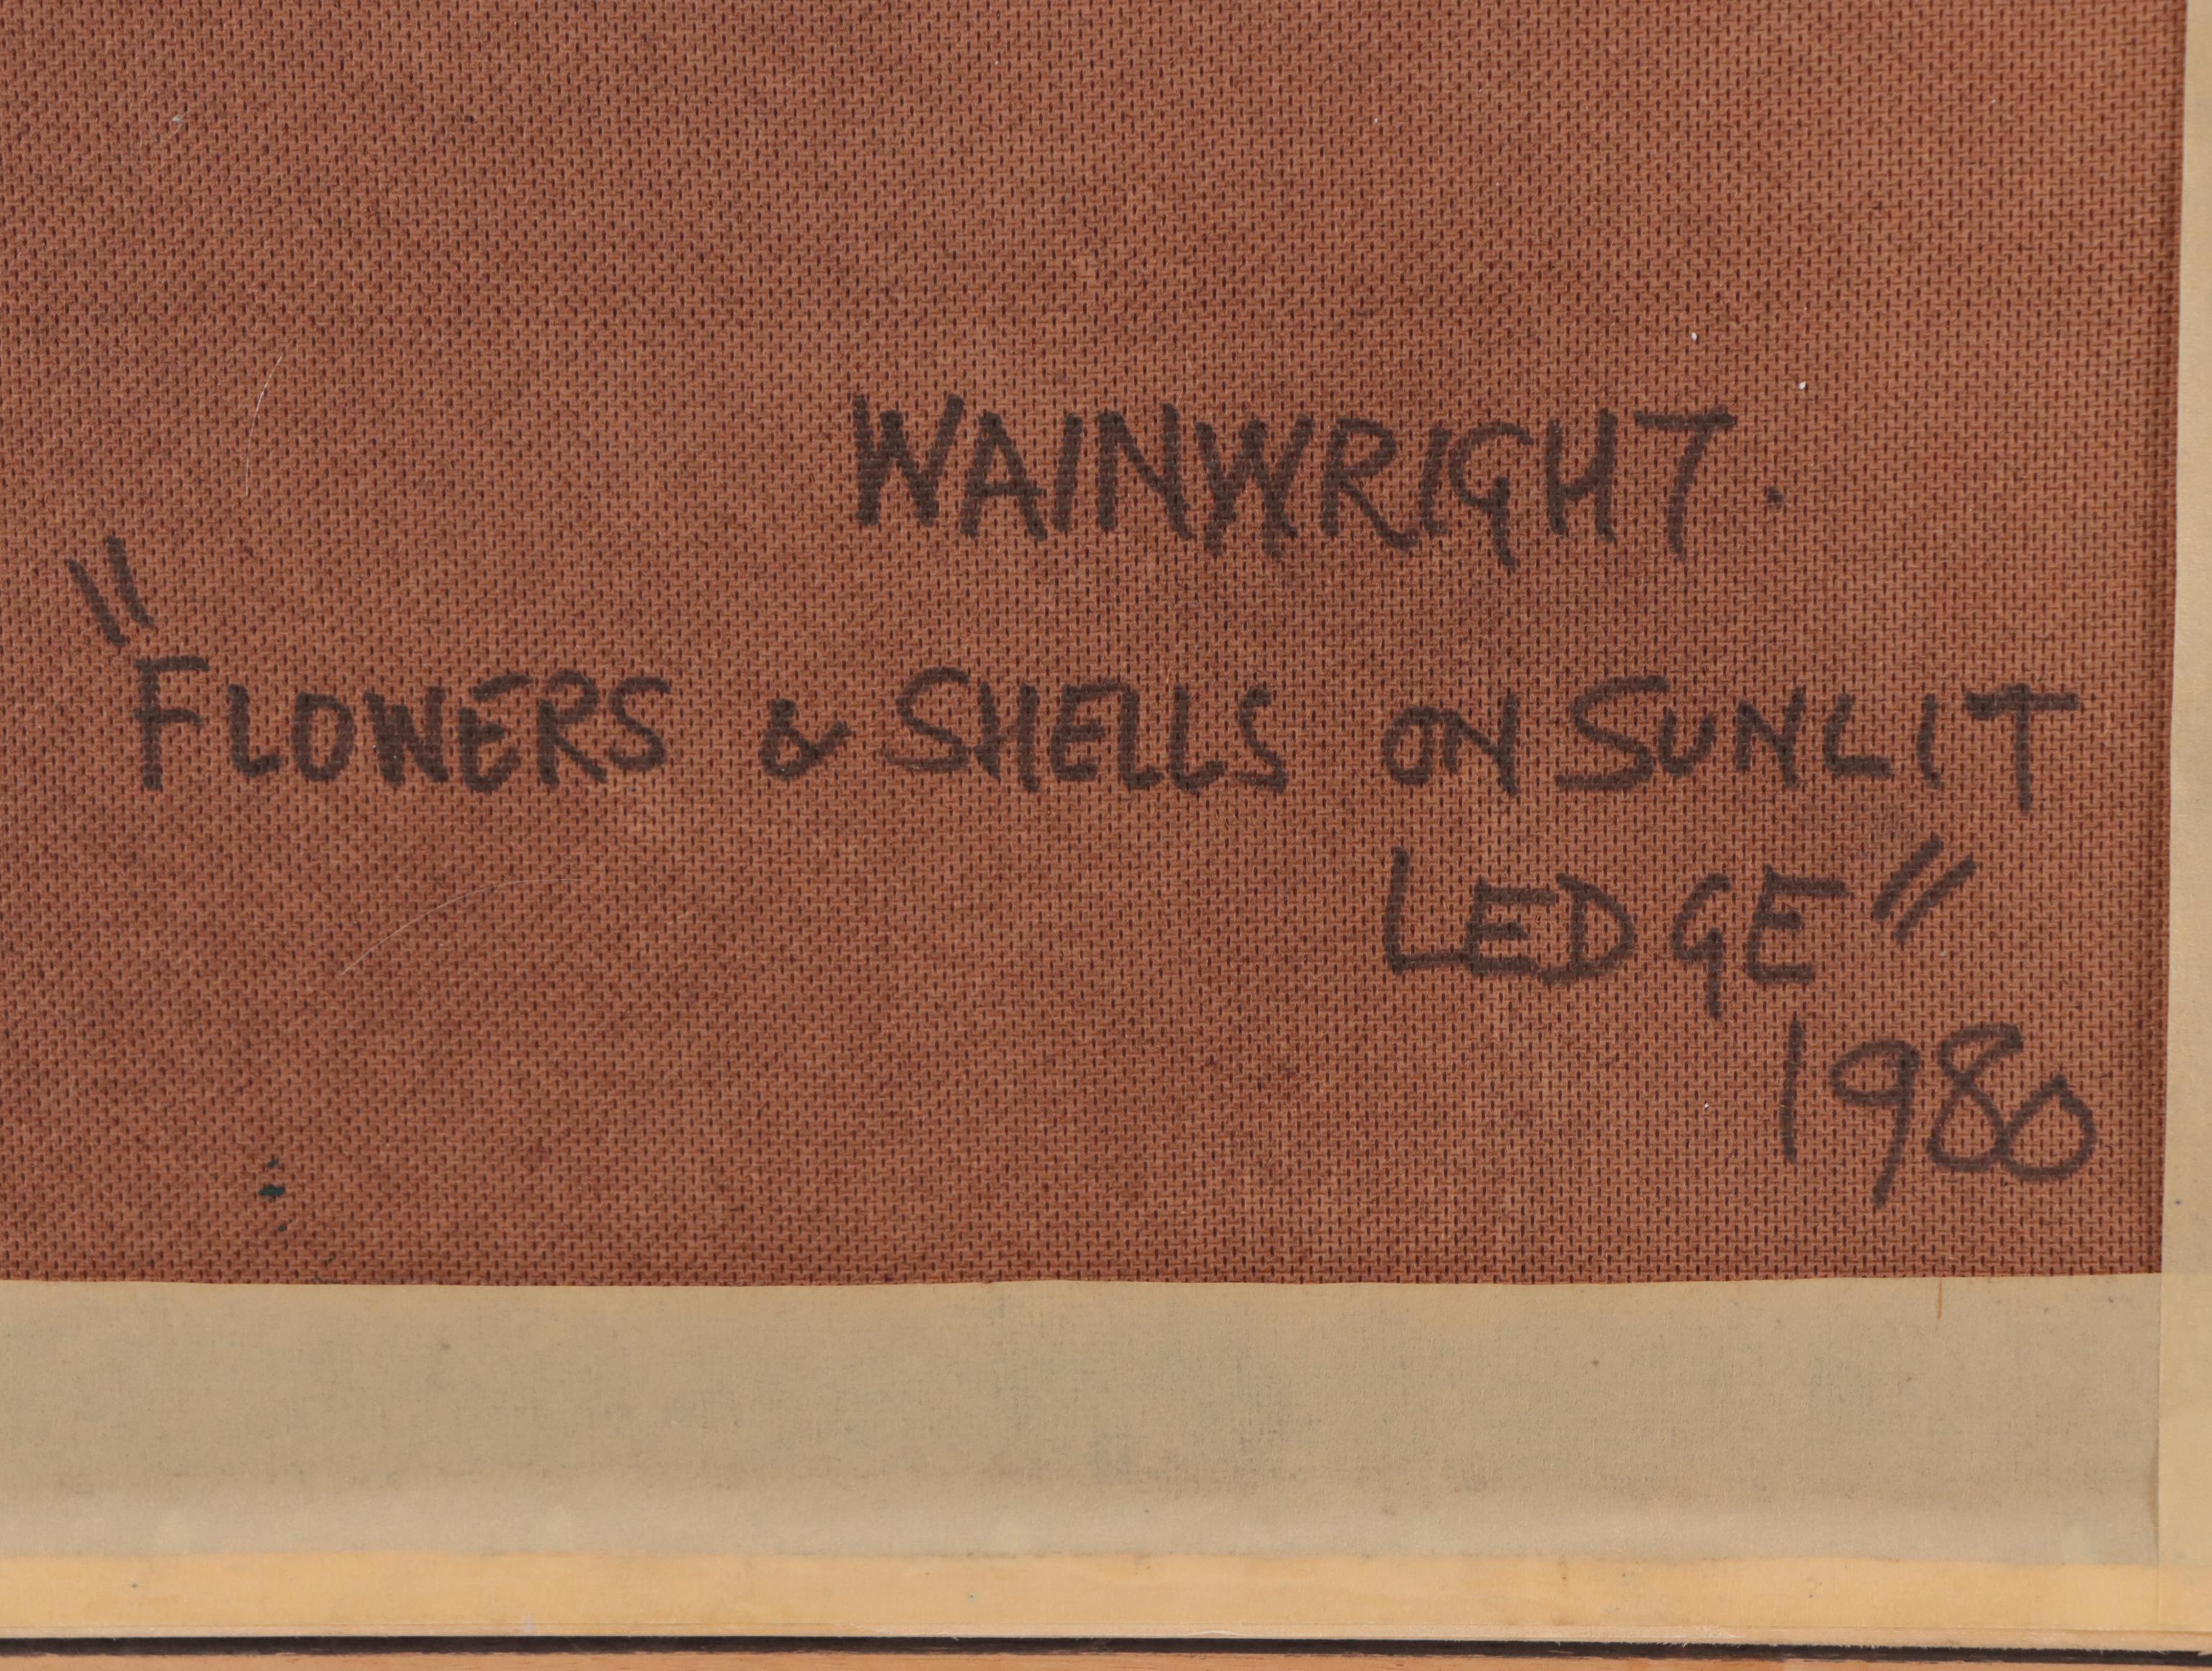 WAINWRIGHT.
"FLOWERS & SHELLS ON SUNLIT
LEDGE"
1980